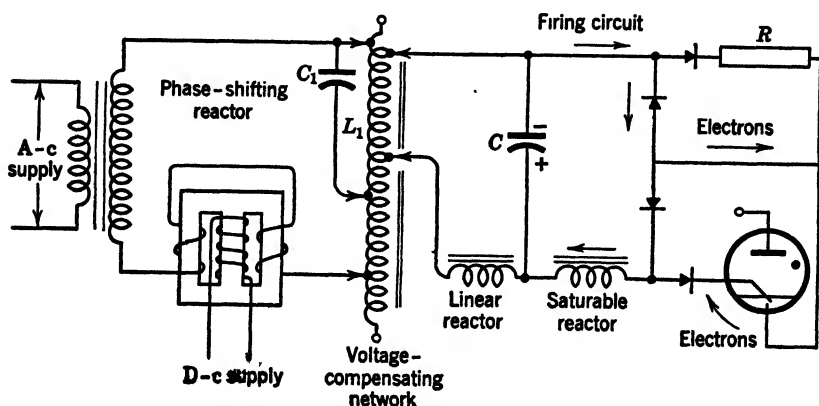 Firing circuit
R
C₁
Phase-shifting
reactor
L₁
A-c
supply
C
−
+
Electrons
Linear
reactor
Saturable
reactor
Electrons
D-c supply
Voltage-
compensating
network